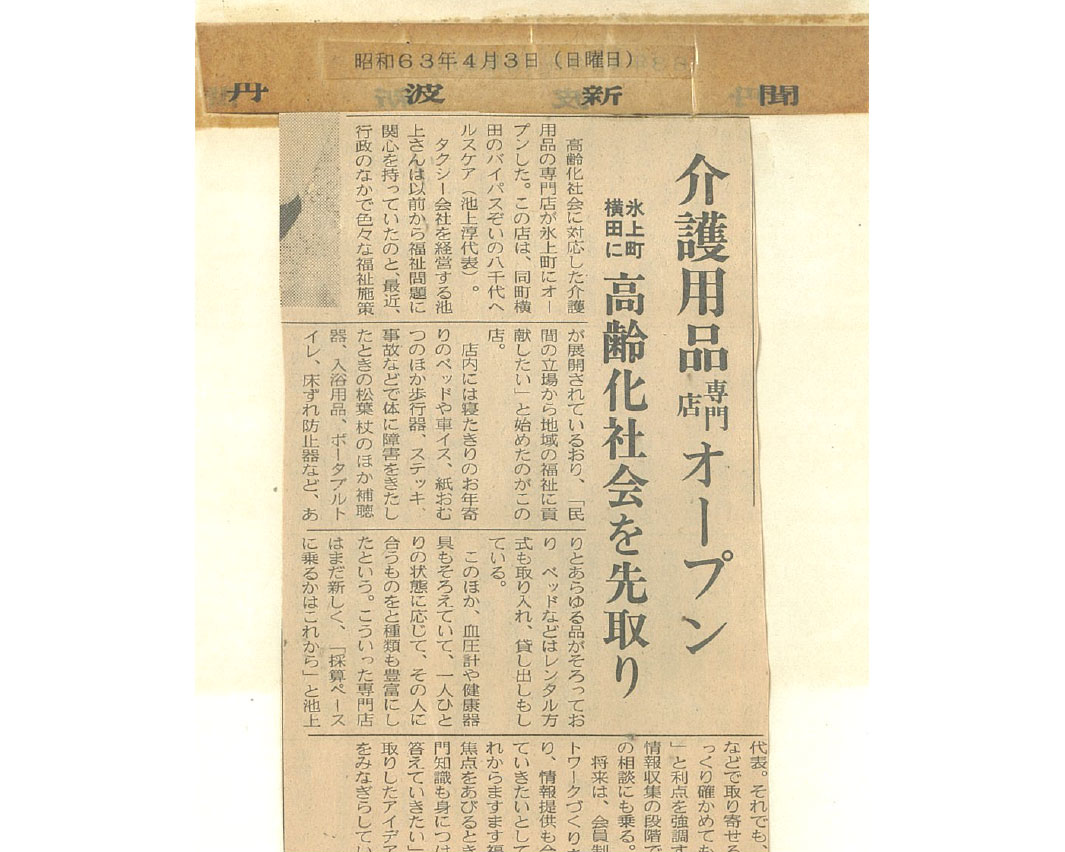 昭和63年4月3日（日曜日）
丹波新聞
介護用品専門店オープン
氷上町
横田に
高齢化社会を先取り
高齢化社会に対応した介護
用品の専門店が氷上町にオー
プンした。この店は、同町横
田のバイパスぞいの八千代ヘ
ルスケア（池上淳代表）。
タクシー会社を経営する池
上さんは以前から福祉問題に
関心を持っていたのと、最近、
行政のなかで色々な福祉施策
が展開されているおり、「民
間の立場から地域の福祉に貢
献したい」と始めたのがこの
店。
店内には寝たきりのお年寄
りのベッドや車イス、紙おむ
つのほか歩行器、ステッキ、
事故などで体に障害をきたし
たときの松葉杖のほか補聴
器、入浴用品、ポータブルト
イレ、床ずれ防止器など、あ
りとあらゆる品がそろってお
り　ベッドなどはレンタル方
式も取り入れ、貸し出しもし
ている。
このほか、血圧計や健康器
具もそろえていて、一人ひと
りの状態に応じて、その人に
合うものをと種類も豊富にし
たという。こういった専門店
はまだ新しく、「採算ベース
に乗るかはこれから」と池上
代表。それでも、
などで取り寄せる
っくり確かめても
」と利点を強調す
情報収集の段階で
の相談にも乗る。
将来は、会員制
トワークづくり
り、情報提供も
ていきたいとして
れからますます福
焦点をあびるとき
門知識も身につけ
答えていきたい」
取りしたアイデア
をみなぎらしてい